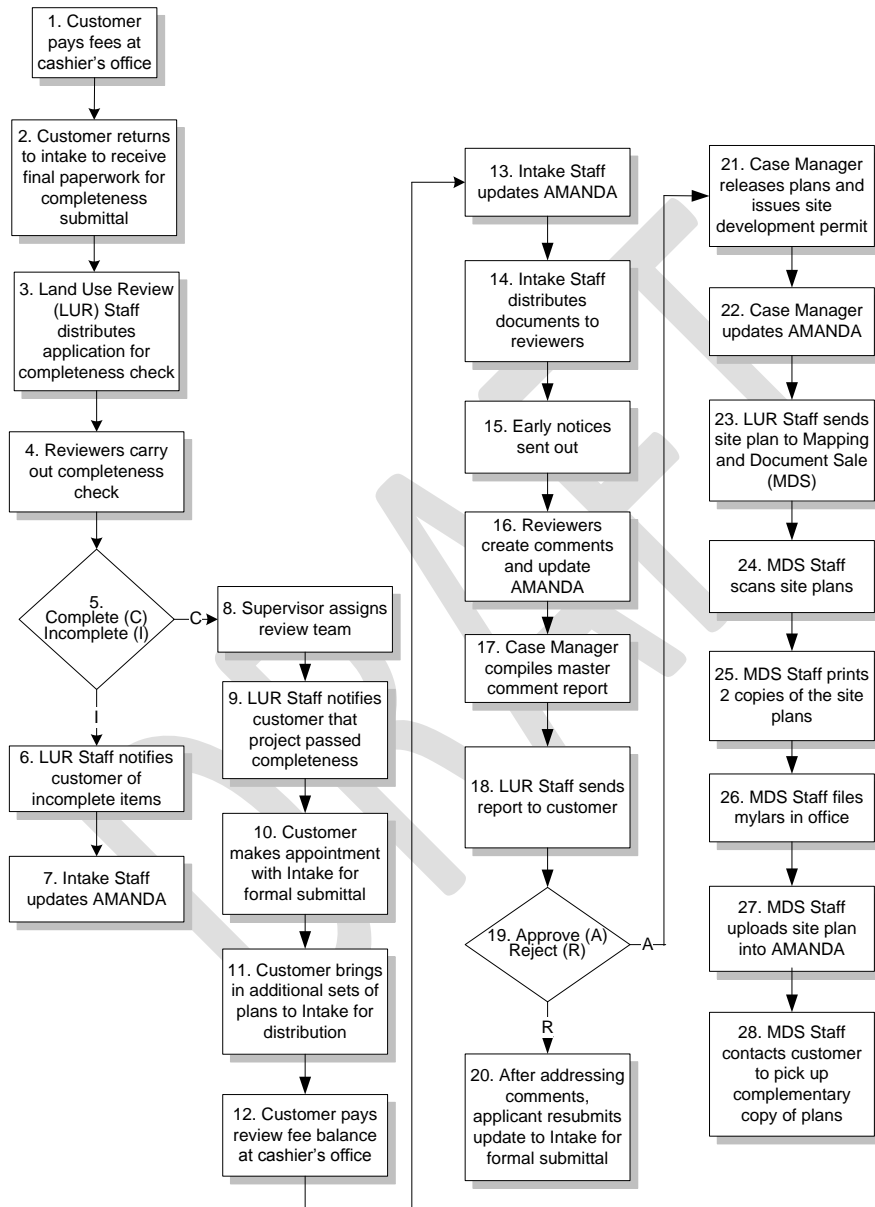 1. Customer
pays fees at
cashier's office
2. Customer returns
to intake to receive
final paperwork for
completeness
submittal
3. Land Use Review
(LUR) Staff
distributes
application for
completeness check
4. Reviewers carry
out completeness
check
5.
Complete (C)
Incomplete (I)
C
I
6. LUR Staff notifies
customer of
incomplete items
7. Intake Staff
updates AMANDA
8. Supervisor assigns
review team
9. LUR Staff notifies
customer that
project passed
completeness
10. Customer
makes appointment
with Intake for
formal submittal
11. Customer brings
in additional sets of
plans to Intake for
distribution
12. Customer pays
review fee balance
at cashier's office
13. Intake Staff
updates AMANDA
14. Intake Staff
distributes
documents to
reviewers
15. Early notices
sent out
16. Reviewers
create comments
and update
AMANDA
17. Case Manager
compiles master
comment report
18. LUR Staff sends
report to customer
19. Approve (A)
Reject (R)
A
R
20. After addressing
comments,
applicant resubmits
update to Intake for
formal submittal
21. Case Manager
releases plans and
issues site
development permit
22. Case Manager
updates AMANDA
23. LUR Staff sends
site plan to Mapping
and Document Sale
(MDS)
24. MDS Staff
scans site plans
25. MDS Staff prints
2 copies of the site
plans
26. MDS Staff files
mylars in office
27. MDS Staff
uploads site plan
into AMANDA
28. MDS Staff
contacts customer
to pick up
complementary
copy of plans
DRAFT